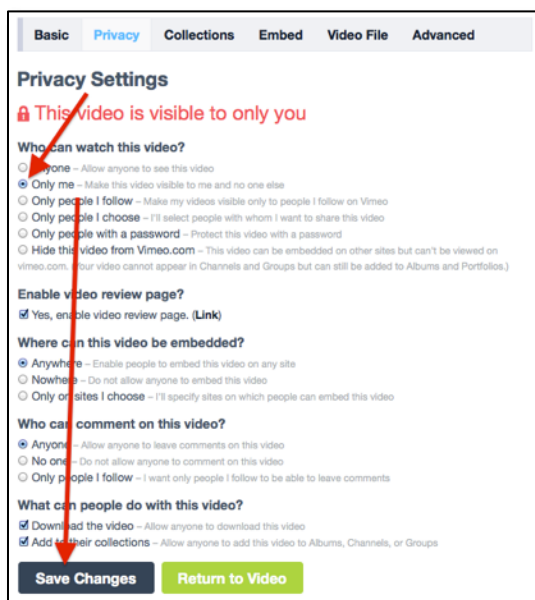 Basic Privacy Collections Embed Video File Advanced
Privacy Settings
This video is visible to only you
Who can watch this video?
Anyone – Allow anyone to see this video
Only me – Make this video visible to me and no one else
Only people I follow – Make my videos visible only to people I follow on Vimeo
Only people I choose – I'll select people with whom I want to share this video
Only people with a password – Protect this video with a password
Hide this video from Vimeo.com – This video can be embedded on other sites but can't be viewed on
vimeo.com. (Your video cannot appear in Channels and Groups but can still be added to Albums and Portfolios.)
Enable video review page?
Yes, enable video review page. (Link)
Where can this video be embedded?
Anywhere – Enable people to embed this video on any site
Nowhere – Do not allow anyone to embed this video
Only on sites I choose – I'll specify sites on which people can embed this video
Who can comment on this video?
Anyone – Allow anyone to leave comments on this video
No one – Do not allow anyone to comment on this video
Only people I follow – I want only people I follow to be able to leave comments
What can people do with this video?
Download the video – Allow anyone to download this video
Add to their collections – Allow anyone to add this video to Albums, Channels, or Groups
Save Changes Return to Video